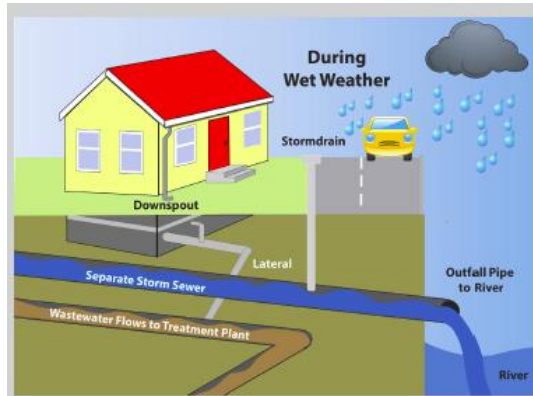 During
Wet Weather
Stormdrain
Downspout
Lateral
Separate Storm Sewer
Outfall Pipe
to River
Wastewater Flows to Treatment Plant
River